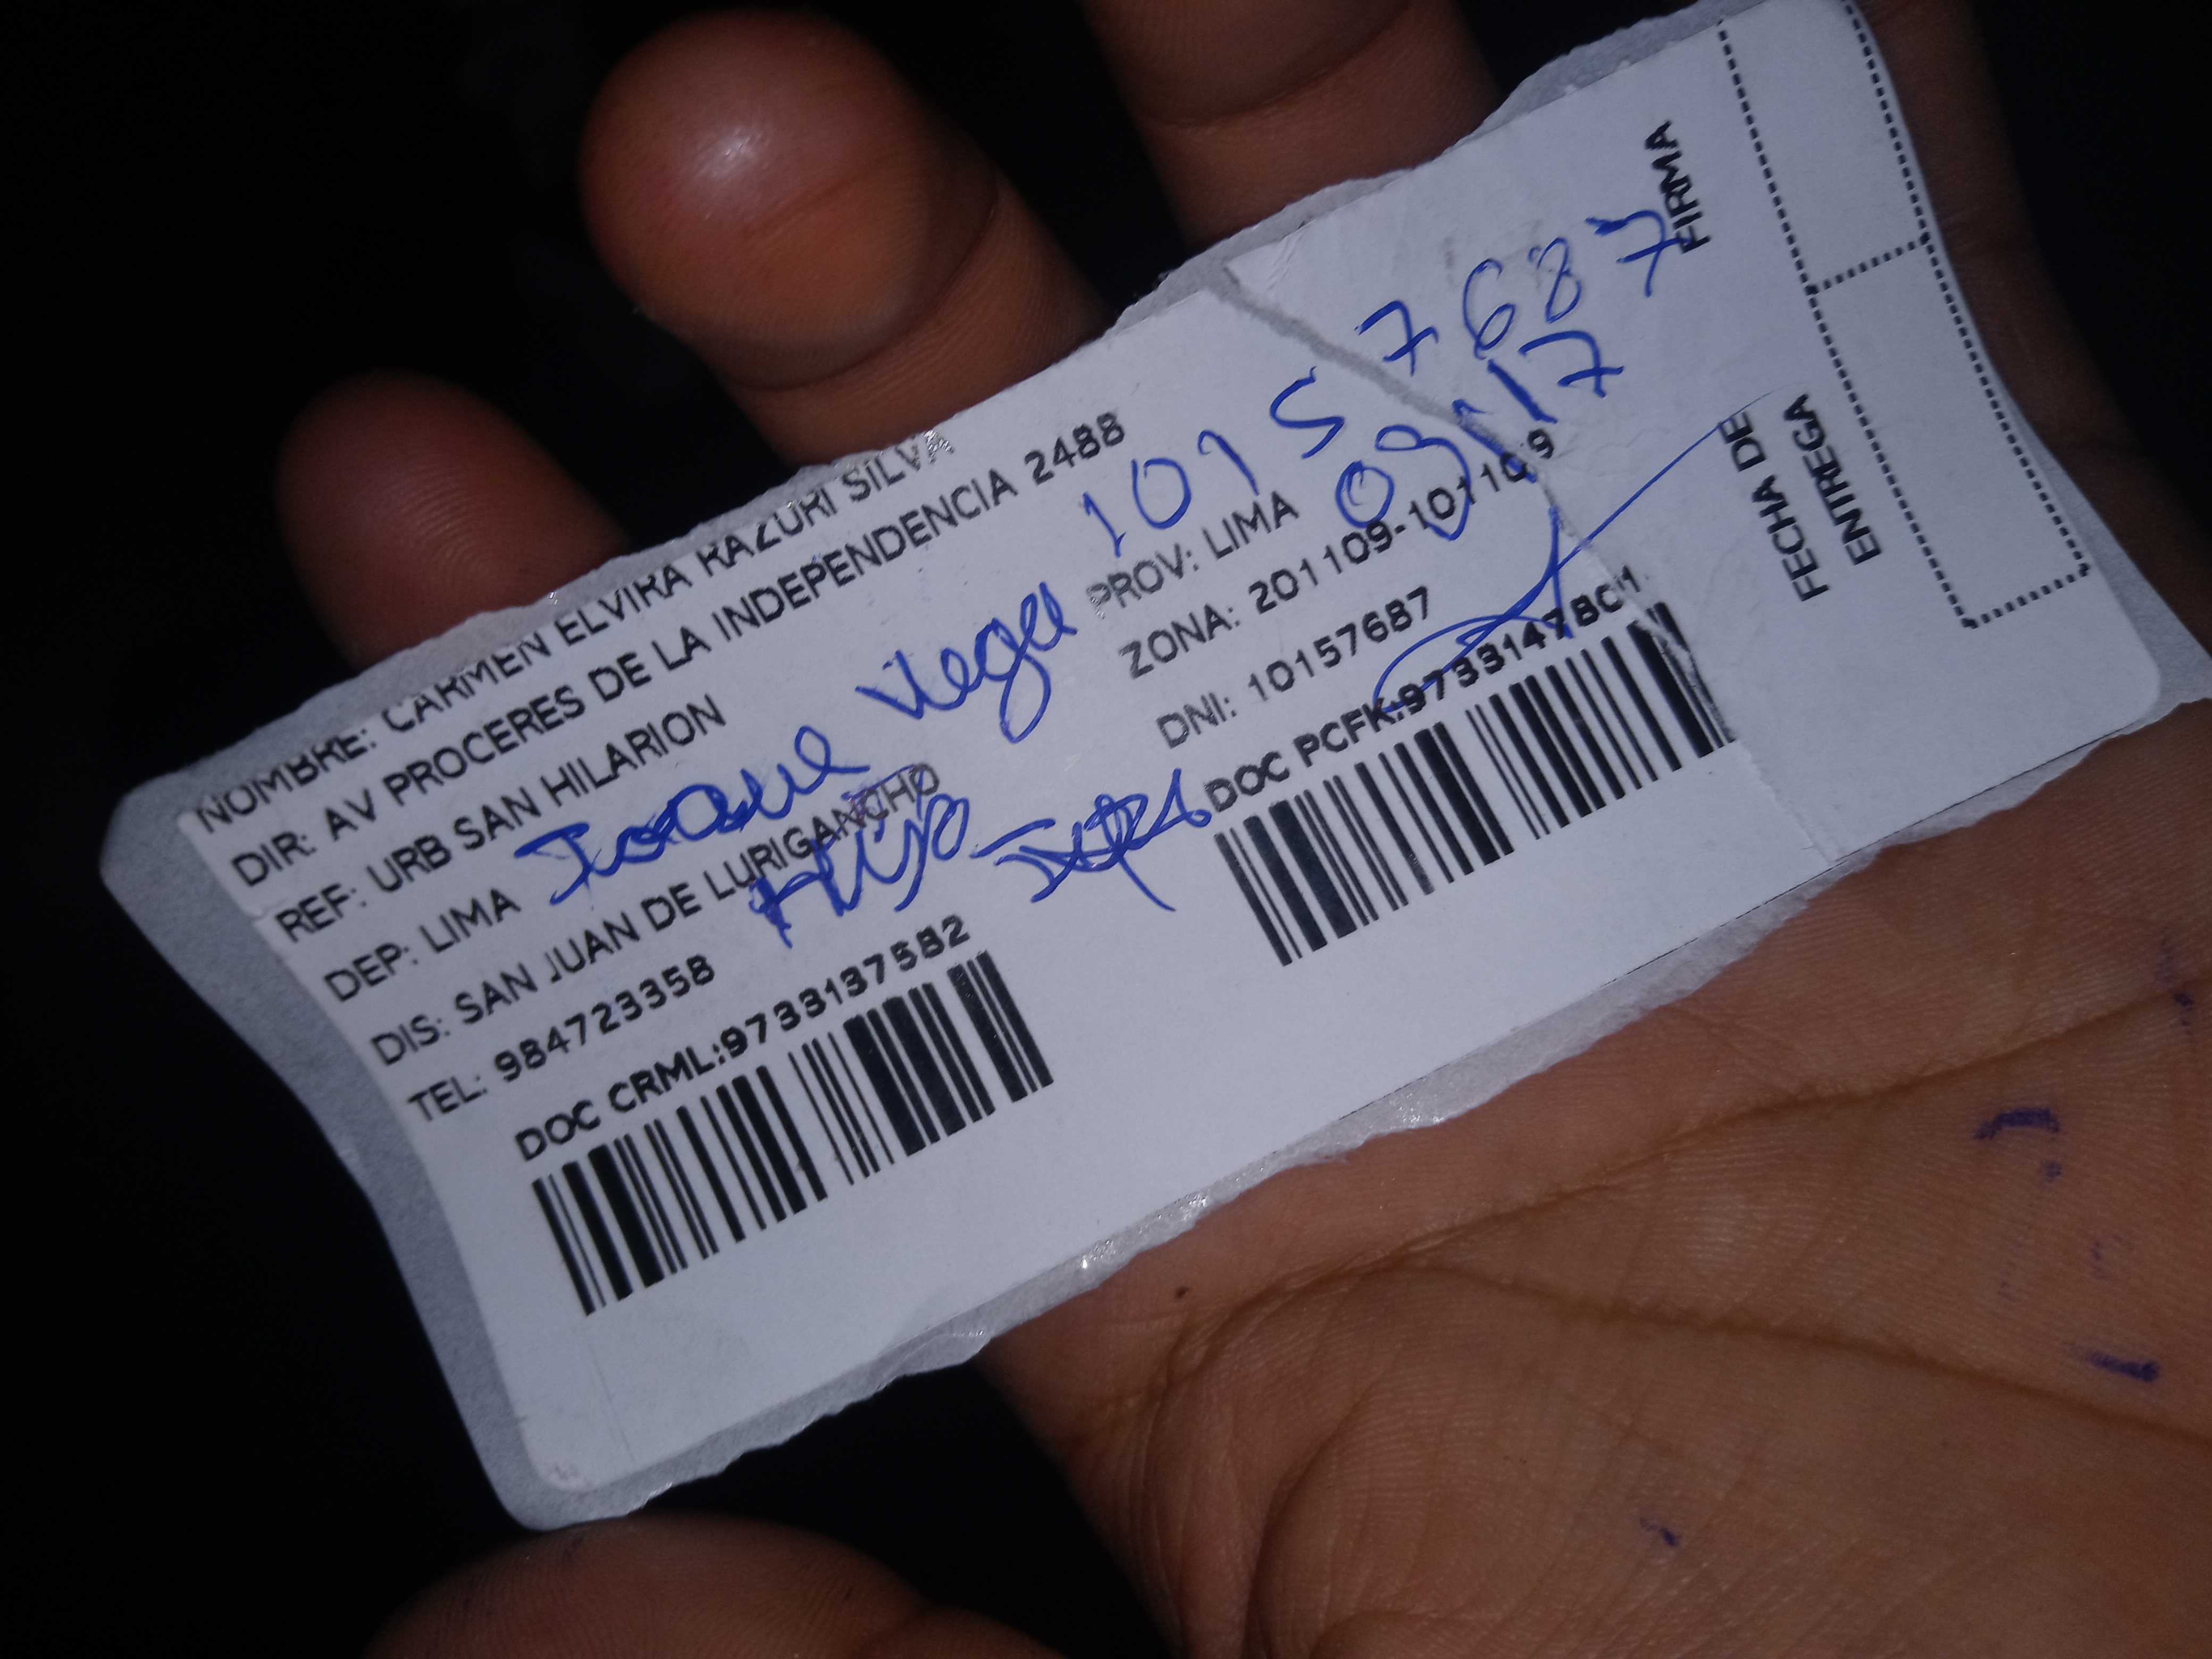 NOMBRE: CARMEN ELVIRA RAZURI SILVA
DIR: AV PROCERES DE LA INDEPENDENCIA 2488
REF: URB SAN HILARION
DEP: LIMA
PROV: LIMA
DIS: SAN JUAN DE LURIGANCHO
ZONA: 201109-101109
TEL: 984723358
DNI: 10157687
DOC CRML:9733137582
DOC PCFK:9733147801
Vega
10157687
Hijo
FIRMA
FECHA DE
ENTREGA